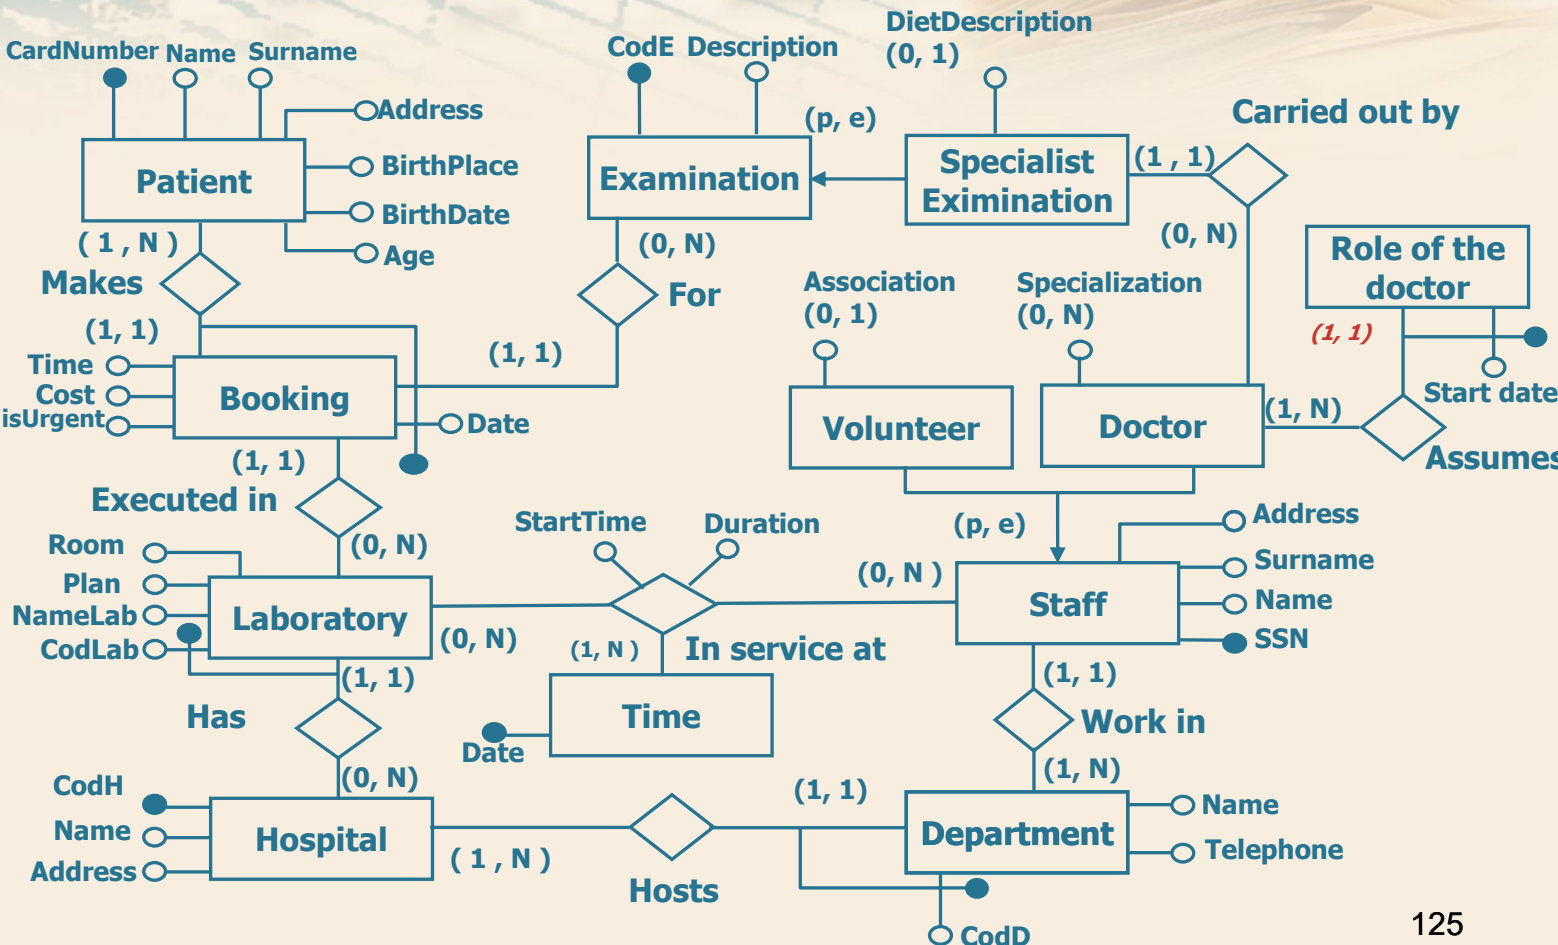 DietDescription
(0, 1)
CardNumber Name Surname
CodE Description
Address
(p, e)
Carried out by
Patient
BirthPlace
Examination
Specialist
Eximination
(1 , 1)
BirthDate
( 1 , N )
Age
(0, N)
(0, N)
Role of the
doctor
Makes
For
Association
(0, 1)
Specialization
(0, N)
(1, 1)
(1, 1)
(1, 1)
Time
Cost
isUrgent
Booking
Date
Volunteer
Doctor
(1, N)
Start date
Assumes
(1, 1)
Executed in
(0, N)
StartTime
Duration
(p, e)
Address
Room
Plan
NameLab
CodLab
Laboratory
(0, N)
(0, N )
Staff
Surname
Name
SSN
(1, N )
In service at
(1, 1)
(1, 1)
Has
Time
Date
Work in
(0, N)
(1, N)
CodH
Name
Address
Hospital
( 1 , N )
Hosts
(1, 1)
Department
Name
Telephone
CodD
125